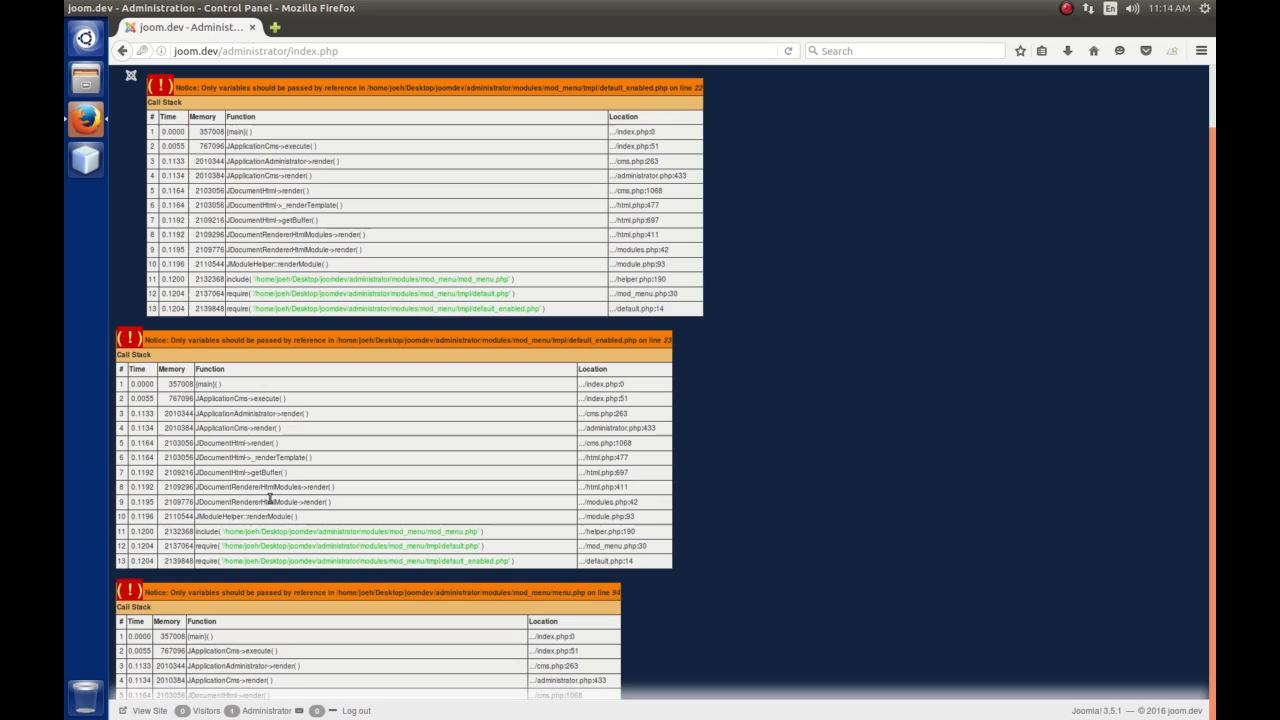 joom.dev - Administration - Control Panel - Mozilla Firefox
En
11:14 AM
joom.dev - Administ...
joom.dev/administrator/index.php
Search
( ! ) Notice: Only variables should be passed by reference in /home/joeh/Desktop/joomdev/administrator/modules/mod_menu/tmpl/default_enabled.php on line 22
Call Stack
# Time Memory Function Location
1 0.0000 357008 {main}( ) .../index.php:0
2 0.0055 767096 JApplicationCms->execute( ) .../index.php:51
3 0.1133 2010344 JApplicationAdministrator->render( ) .../cms.php:263
4 0.1134 2010384 JApplicationCms->render( ) .../administrator.php:433
5 0.1164 2103056 JDocumentHtml->render( ) .../cms.php:1068
6 0.1164 2103056 JDocumentHtml->_renderTemplate( ) .../html.php:477
7 0.1192 2109216 JDocumentHtml->getBuffer( ) .../html.php:697
8 0.1192 2109296 JDocumentRendererHtmlModules->render( ) .../html.php:411
9 0.1195 2109776 JDocumentRendererHtmlModule->render( ) .../modules.php:42
10 0.1196 2110544 JModuleHelper::renderModule( ) .../module.php:93
11 0.1200 2132368 include( '/home/joeh/Desktop/joomdev/administrator/modules/mod_menu/mod_menu.php' ) .../helper.php:190
12 0.1204 2137064 require( '/home/joeh/Desktop/joomdev/administrator/modules/mod_menu/tmpl/default.php' ) .../mod_menu.php:30
13 0.1204 2139848 require( '/home/joeh/Desktop/joomdev/administrator/modules/mod_menu/tmpl/default_enabled.php' ) .../default.php:14
( ! ) Notice: Only variables should be passed by reference in /home/joeh/Desktop/joomdev/administrator/modules/mod_menu/tmpl/default_enabled.php on line 23
Call Stack
# Time Memory Function Location
1 0.0000 357008 {main}( ) .../index.php:0
2 0.0055 767096 JApplicationCms->execute( ) .../index.php:51
3 0.1133 2010344 JApplicationAdministrator->render( ) .../cms.php:263
4 0.1134 2010384 JApplicationCms->render( ) .../administrator.php:433
5 0.1164 2103056 JDocumentHtml->render( ) .../cms.php:1068
6 0.1164 2103056 JDocumentHtml->_renderTemplate( ) .../html.php:477
7 0.1192 2109216 JDocumentHtml->getBuffer( ) .../html.php:697
8 0.1192 2109296 JDocumentRendererHtmlModules->render( ) .../html.php:411
9 0.1195 2109776 JDocumentRendererHtmlModule->render( ) .../modules.php:42
10 0.1196 2110544 JModuleHelper::renderModule( ) .../module.php:93
11 0.1200 2132368 include( '/home/joeh/Desktop/joomdev/administrator/modules/mod_menu/mod_menu.php' ) .../helper.php:190
12 0.1204 2137064 require( '/home/joeh/Desktop/joomdev/administrator/modules/mod_menu/tmpl/default.php' ) .../mod_menu.php:30
13 0.1204 2139848 require( '/home/joeh/Desktop/joomdev/administrator/modules/mod_menu/tmpl/default_enabled.php' ) .../default.php:14
( ! ) Notice: Only variables should be passed by reference in /home/joeh/Desktop/joomdev/administrator/modules/mod_menu/menu.php on line 94
Call Stack
# Time Memory Function Location
1 0.0000 357008 {main}( ) .../index.php:0
2 0.0055 767096 JApplicationCms->execute( ) .../index.php:51
3 0.1133 2010344 JApplicationAdministrator->render( ) .../cms.php:263
4 0.1134 2010384 JApplicationCms->render( ) .../administrator.php:433
5 0.1164 2103056 JDocumentHtml->render( ) .../cms.php:1068
View Site 0 Visitors 1 Administrator 0 Log out Joomla! 3.5.1 — © 2016 joom.dev